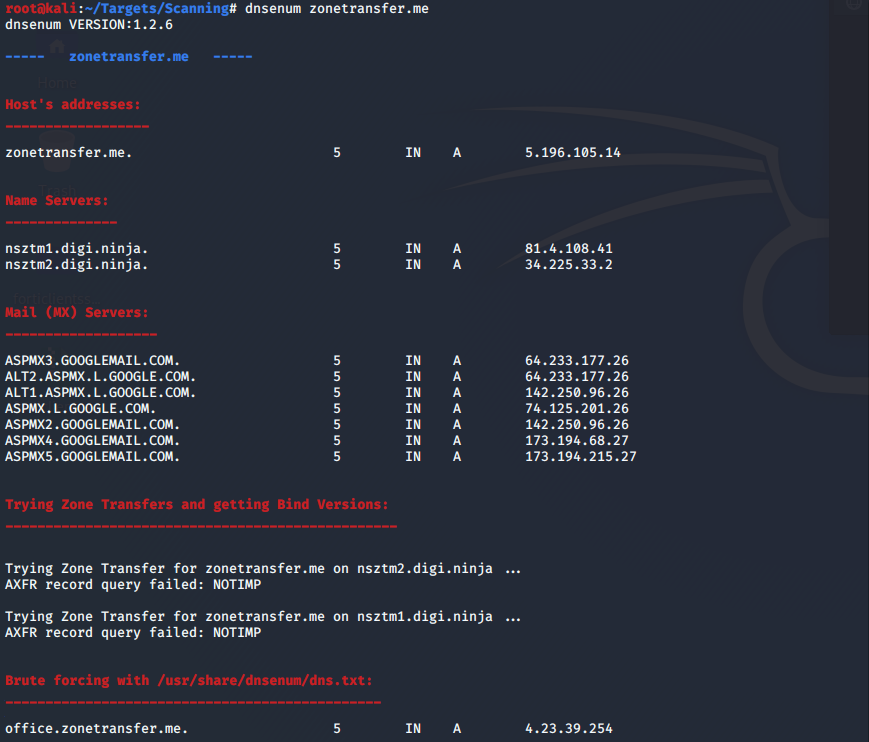 root@kali:~/Targets/Scanning# dnsenum zonetransfer.me
dnsenum VERSION:1.2.6
----- zonetransfer.me -----
Home
Host's addresses:
__________________
zonetransfer.me. 5 IN A 5.196.105.14
Trash
Name Servers:
______________
nsztm1.digi.ninja. 5 IN A 81.4.108.41
nsztm2.digi.ninja. 5 IN A 34.225.33.2
Mail (MX) Servers:
___________________
ASPMX3.GOOGLEMAIL.COM. 5 IN A 64.233.177.26
ALT2.ASPMX.L.GOOGLE.COM. 5 IN A 64.233.177.26
ALT1.ASPMX.L.GOOGLE.COM. 5 IN A 142.250.96.26
ASPMX.L.GOOGLE.COM. 5 IN A 74.125.201.26
ASPMX2.GOOGLEMAIL.COM. 5 IN A 142.250.96.26
ASPMX4.GOOGLEMAIL.COM. 5 IN A 173.194.68.27
ASPMX5.GOOGLEMAIL.COM. 5 IN A 173.194.215.27
Trying Zone Transfers and getting Bind Versions:
_________________________________________________
Trying Zone Transfer for zonetransfer.me on nsztm2.digi.ninja ...
AXFR record query failed: NOTIMP
Trying Zone Transfer for zonetransfer.me on nsztm1.digi.ninja ...
AXFR record query failed: NOTIMP
Brute forcing with /usr/share/dnsenum/dns.txt:
_______________________________________________
office.zonetransfer.me. 5 IN A 4.23.39.254